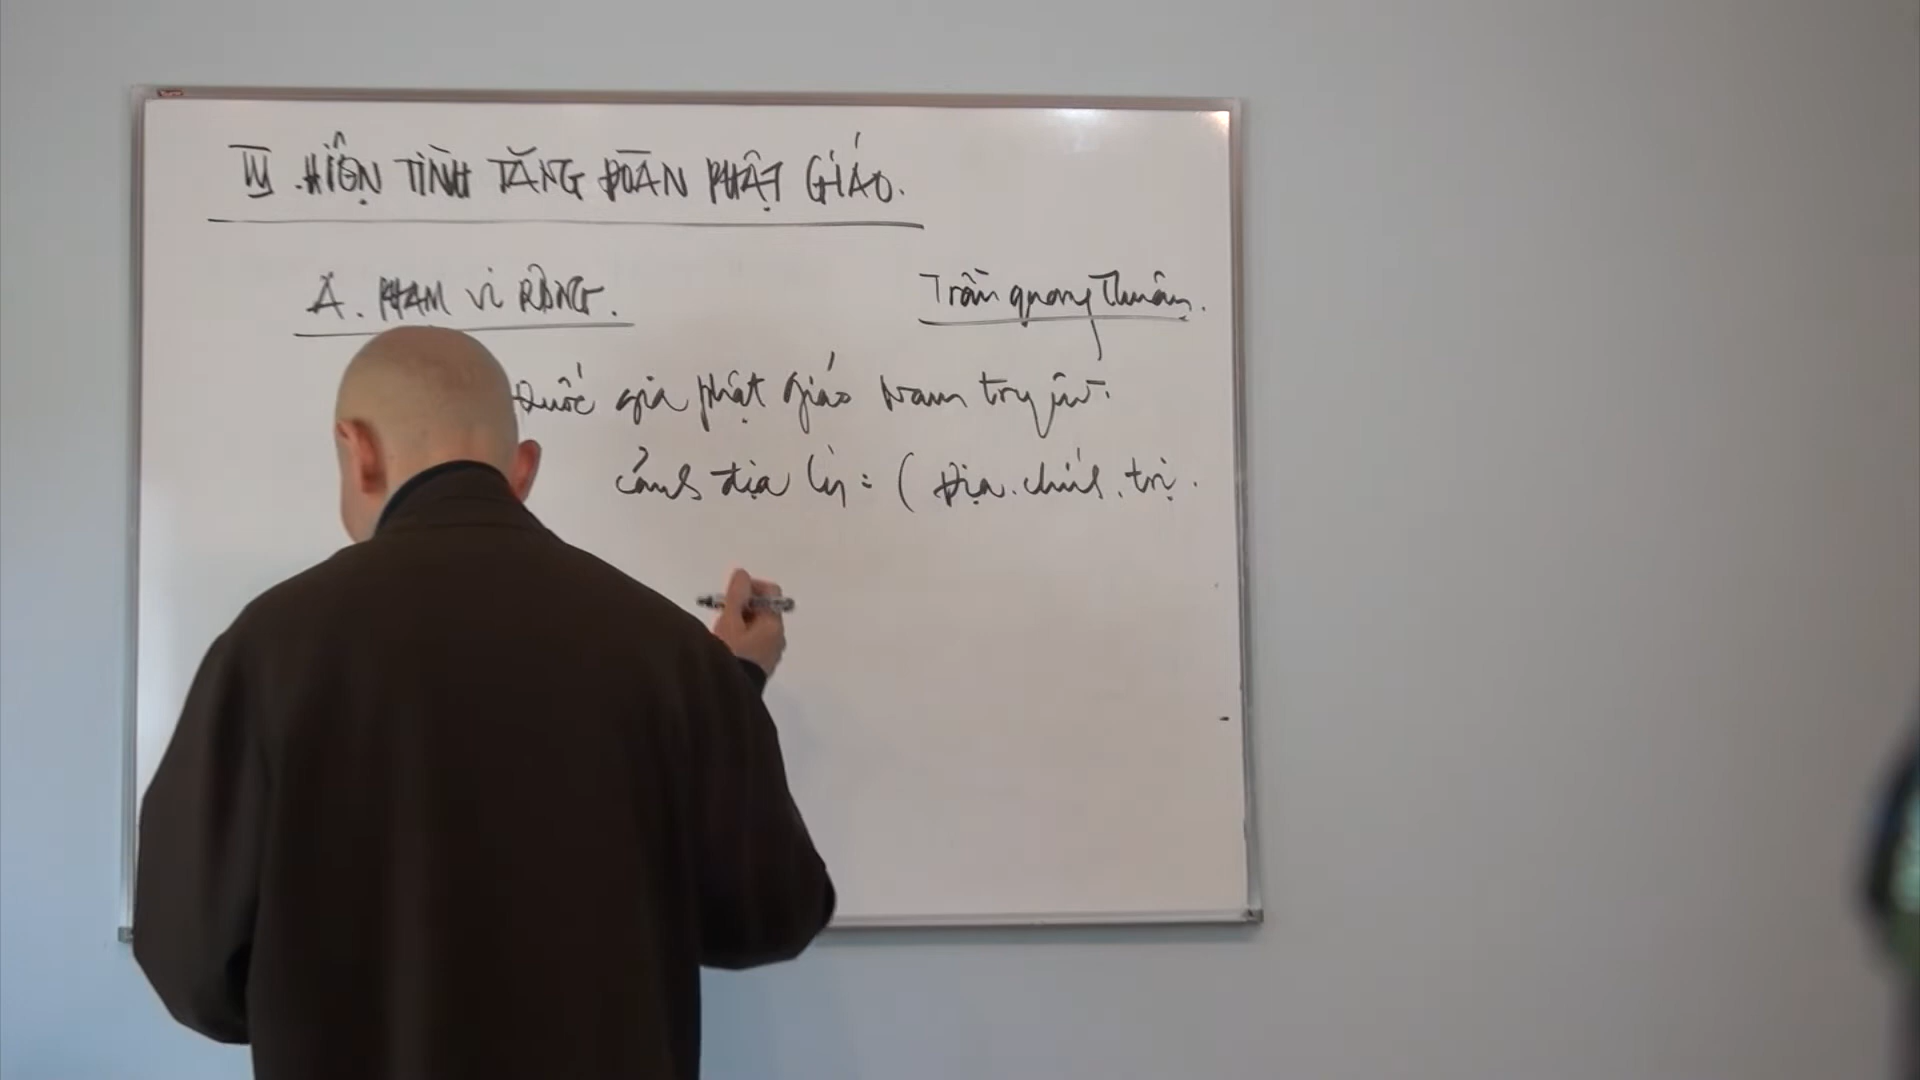 IV. HIỆN TÌNH TĂNG ĐOÀN PHẬT GIÁO.
A. PHẠM VI RỘNG.
Trần quang Thuận.
Quốc gia phật giáo Nam truyền.
cảnh địa lý: (Địa.chính.trị.